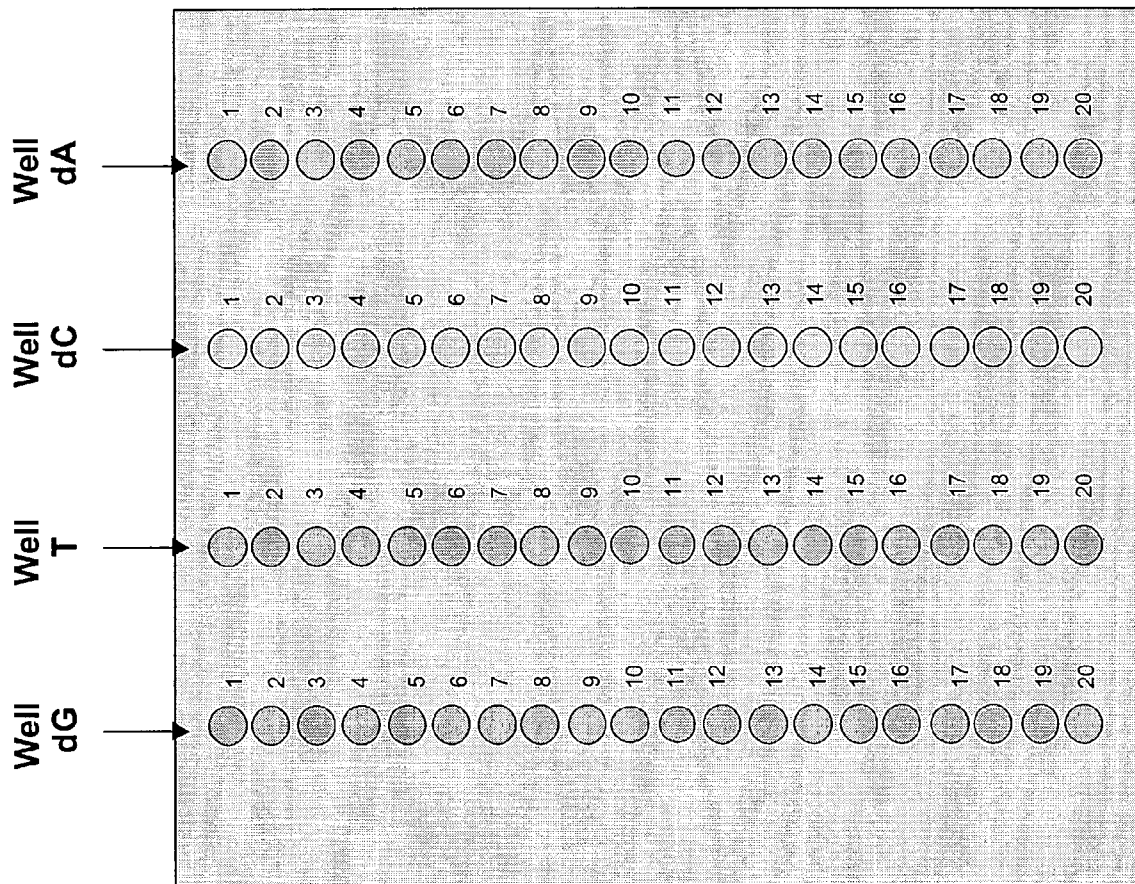 Well Well Well Well
dG T dC dA
1 1 1 1
2 2 2 2
3 3 3 3
4 4 4 4
5 5 5 5
6 6 6 6
7 7 7 7
8 8 8 8
9 9 9 9
10 10 10 10
11 11 11 11
12 12 12 12
13 13 13 13
14 14 14 14
15 15 15 15
16 16 16 16
17 17 17 17
18 18 18 18
19 19 19 19
20 20 20 20